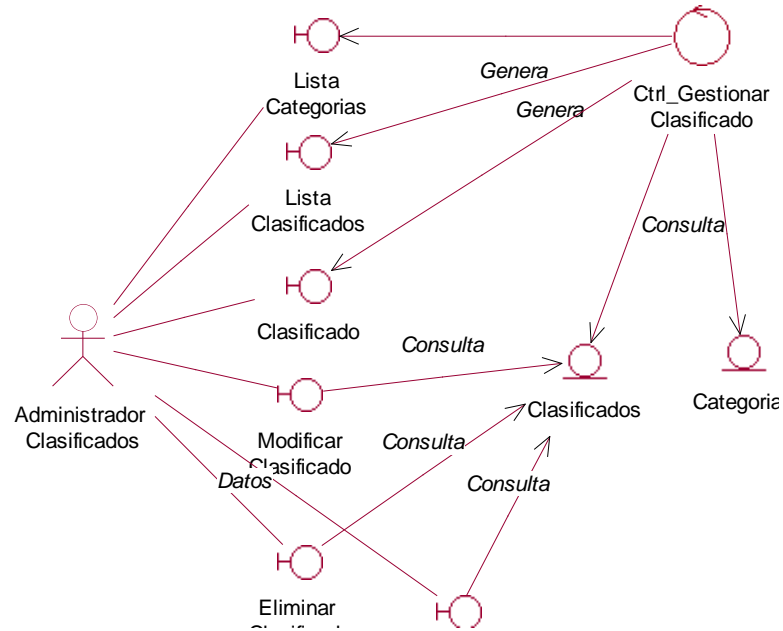 Lista
Categorias
Genera
Ctrl_Gestionar
Clasificado
Genera
Lista
Clasificados
Consulta
Clasificado
Consulta
Administrador
Clasificados
Clasificados
Categoria
Modificar
Clasificado
Consulta
Datos
Consulta
Eliminar